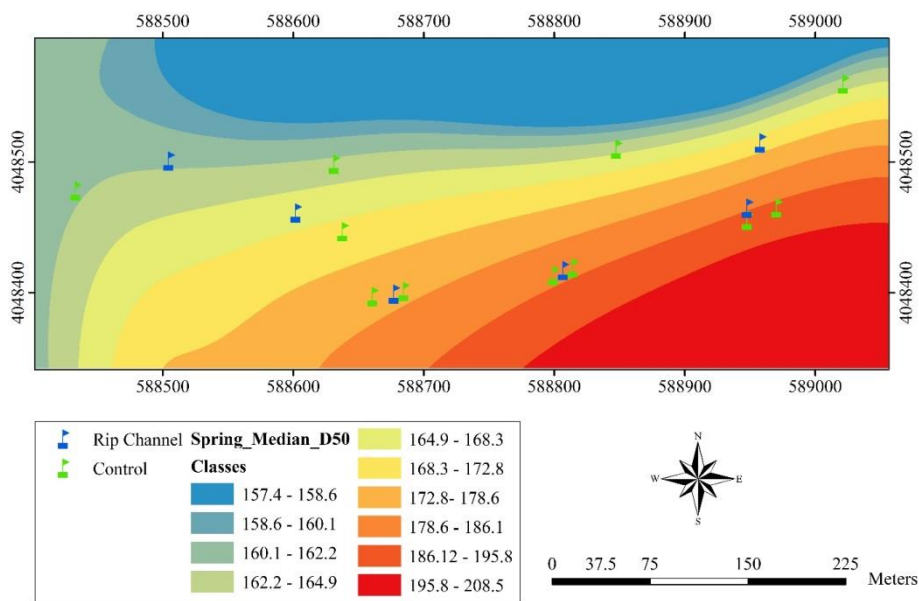 588500 588600 588700 588800 588900 589000
4048500 4048500
4048400 4048400
588500 588600 588700 588800 588900 589000
Rip Channel Spring_Median_D50 164.9 - 168.3
Control Classes 168.3 - 172.8
157.4 - 158.6 172.8- 178.6
158.6 - 160.1 178.6 - 186.1
160.1 - 162.2 186.12 - 195.8
162.2 - 164.9 195.8 - 208.5
N
W E
S
0 37.5 75 150 225
Meters